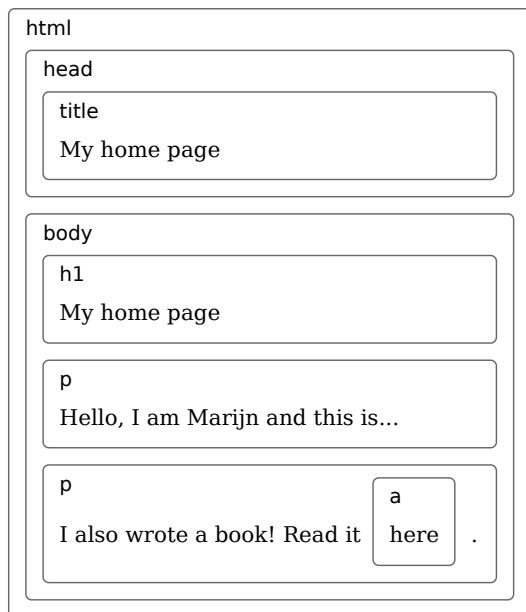 html
head
title
My home page
body
h1
My home page
p
Hello, I am Marijn and this is...
p
a
I also wrote a book! Read it here .